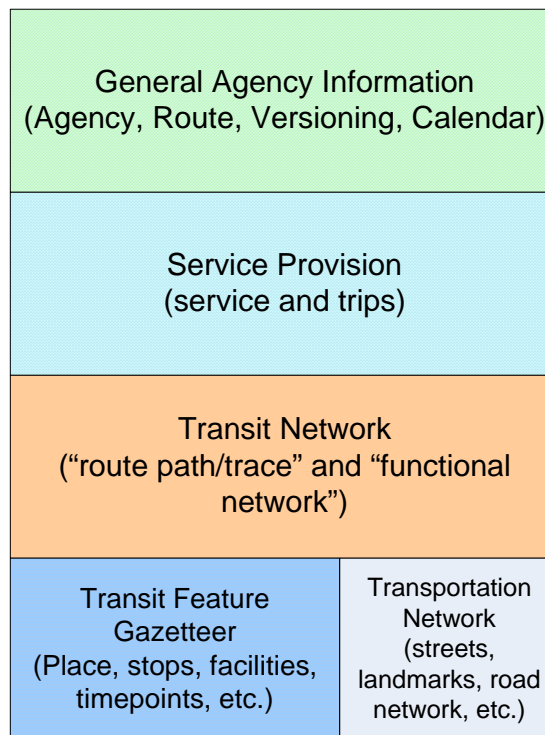 General Agency Information
(Agency, Route, Versioning, Calendar)
Service Provision
(service and trips)
Transit Network
(“route path/trace” and “functional
network”)
Transit Feature
Gazetteer
(Place, stops, facilities,
timepoints, etc.)
Transportation
Network
(streets,
landmarks, road
network, etc.)